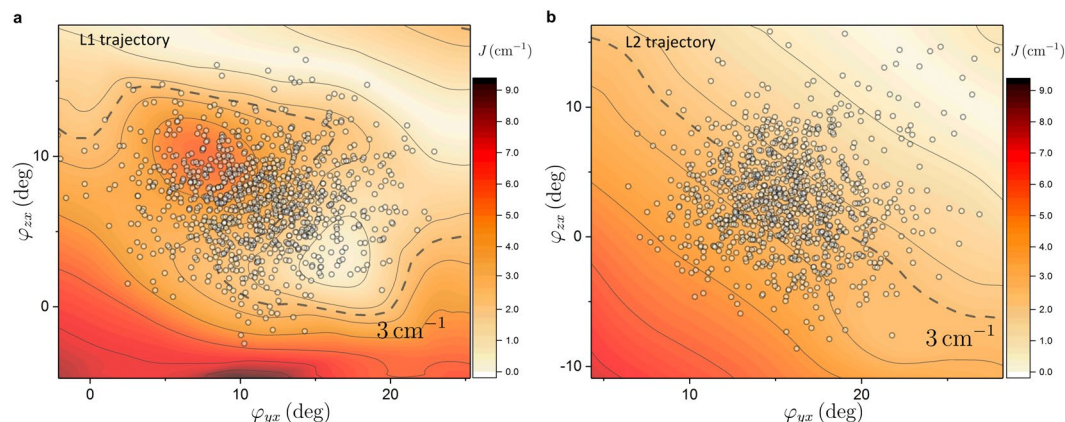 a
L1 trajectory
J (cm⁻¹)
9.0
8.0
7.0
6.0
5.0
4.0
3.0
2.0
1.0
0.0
10
0
φzx (deg)
3 cm⁻¹
0
10
20
φyx (deg)
b
L2 trajectory
J (cm⁻¹)
9.0
8.0
7.0
6.0
5.0
4.0
3.0
2.0
1.0
0.0
10
0
-10
φzx (deg)
3 cm⁻¹
10
20
φyx (deg)